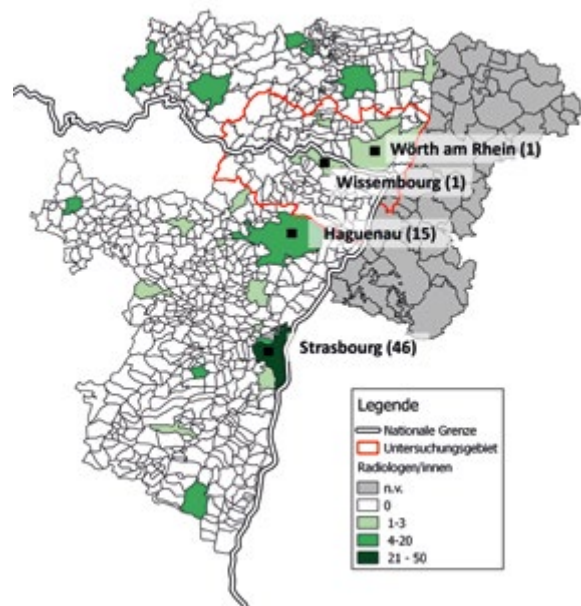 Wörth am Rhein (1)
Wissembourg (1)
Haguenau (15)
Strasbourg (46)
Legende
Nationale Grenze
Untersuchungsgebiet
Radiologen/innen
n.v.
0
1-3
4-20
21 - 50